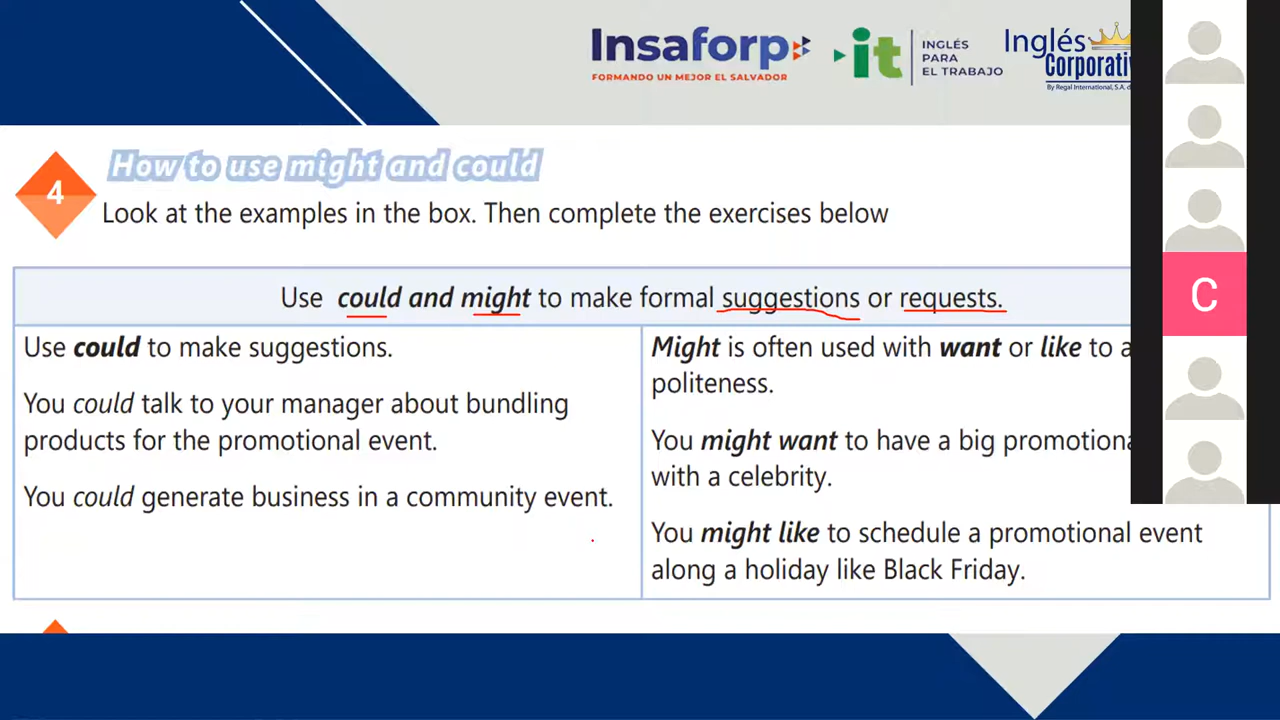 Insaforp
FORMANDO UN MEJOR EL SALVADOR
it
INGLÉS
PARA
EL TRABAJO
Inglés
Corporativ
By Regal International, S.A. d
4
How to use might and could
Look at the examples in the box. Then complete the exercises below
Use could and might to make formal suggestions or requests.
Use could to make suggestions.
You could talk to your manager about bundling
products for the promotional event.
You could generate business in a community event.
Might is often used with want or like to a
politeness.
You might want to have a big promotiona
with a celebrity.
You might like to schedule a promotional event
along a holiday like Black Friday.
C